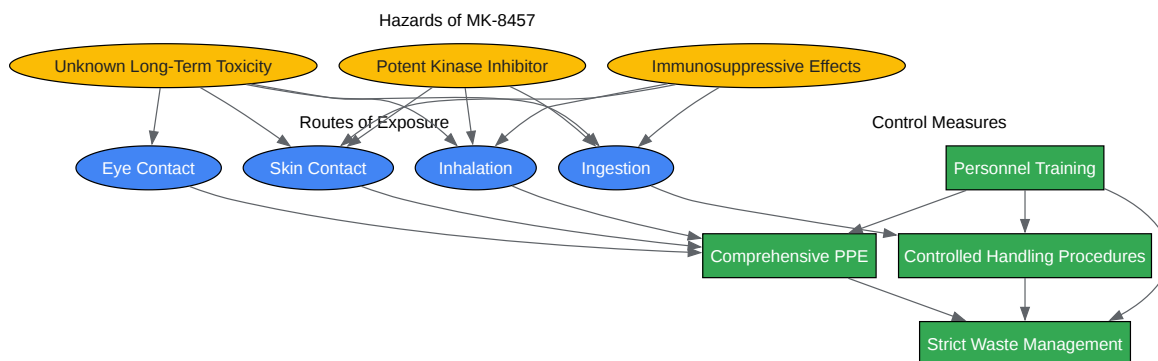 Hazards of MK-8457
Unknown Long-Term Toxicity
Potent Kinase Inhibitor
Immunosuppressive Effects
Routes of Exposure
Control Measures
Eye Contact
Skin Contact
Inhalation
Ingestion
Personnel Training
Comprehensive PPE
Controlled Handling Procedures
Strict Waste Management